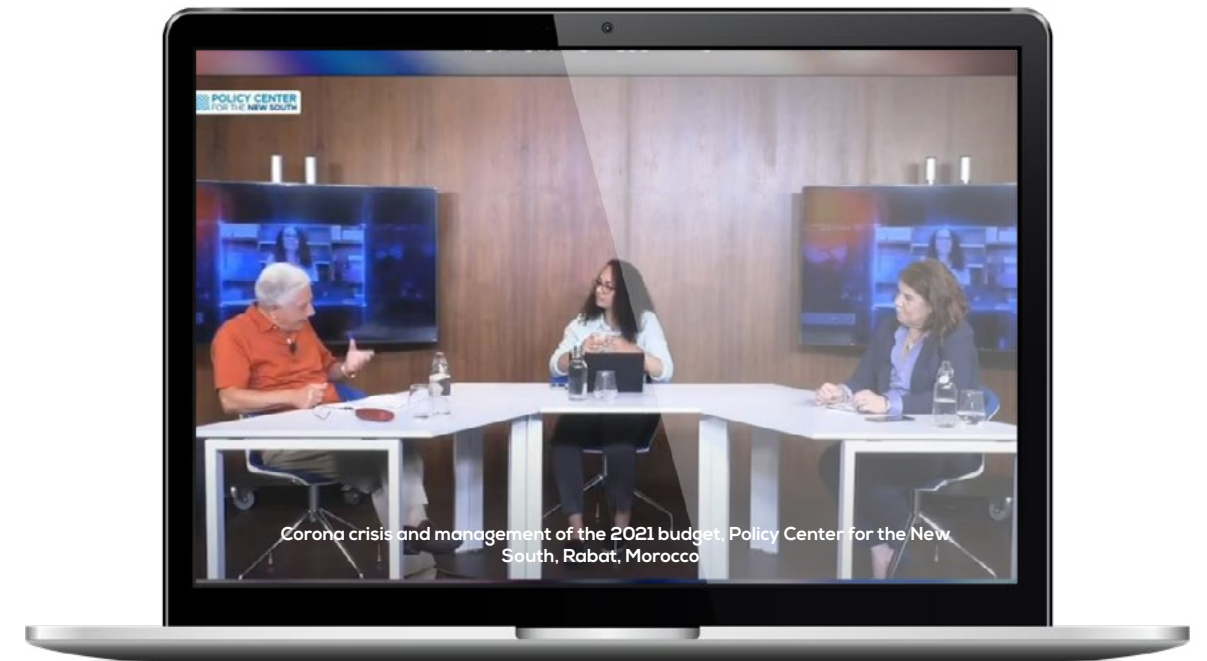 POLICY CENTER
FOR THE NEW SOUTH
Corona crisis and management of the 2021 budget, Policy Center for the New
South, Rabat, Morocco